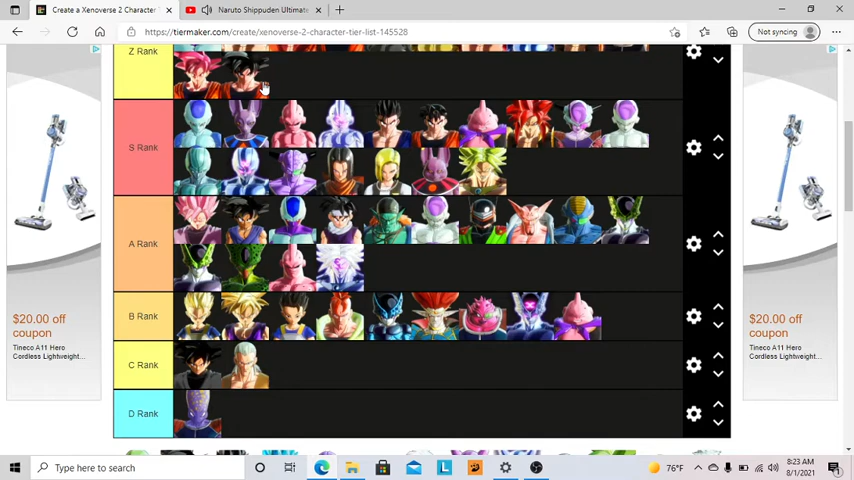 Create a Xenoverse 2 Character
Naruto Shippuden Ultimat
https://tiermaker.com/create/xenoverse-2-character-tier-list-145528
Not syncing
Z Rank
S Rank
A Rank
B Rank
C Rank
D Rank
$20.00 off
coupon
Tineco A11 Hero
Cordless Lightweight...
$20.00 off
coupon
Tineco A11 Hero
Cordless Lightweight...
Type here to search
76°F
8:23 AM
8/1/2021